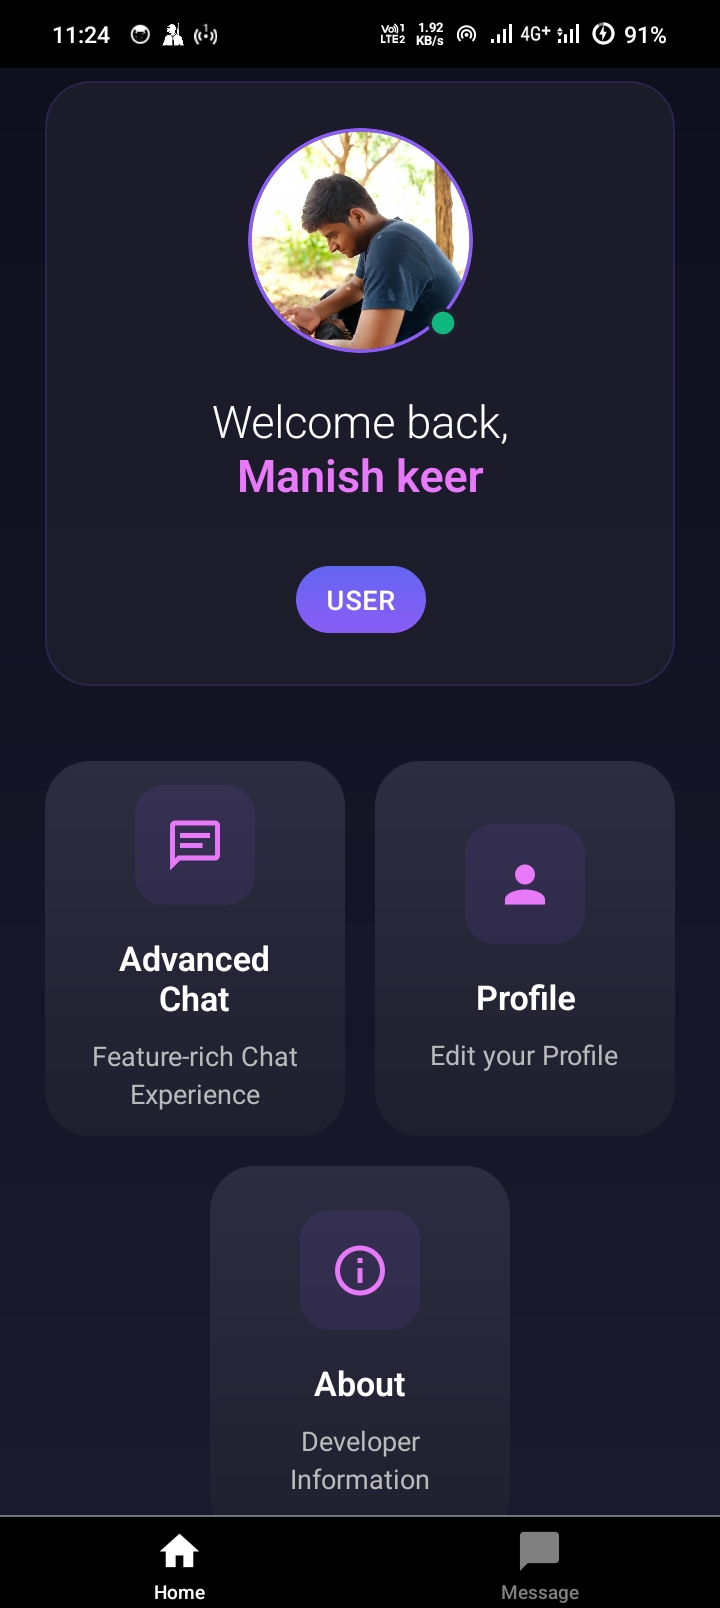 11:24
Vo)) 1 LTE2
1.92 KB/s
4G+
91%
Welcome back,
Manish keer
USER
Advanced
Chat
Feature-rich Chat
Experience
Profile
Edit your Profile
About
Developer
Information
Home
Message